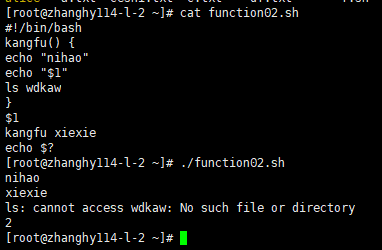 [root@zhanghy114-l-2 ~]# cat function02.sh
#!/bin/bash
kangfu() {
echo "nihao"
echo "$1"
ls wdkaw
}
$1
kangfu xiexie
echo $?
[root@zhanghy114-l-2 ~]# ./function02.sh
nihao
xiexie
ls: cannot access wdkaw: No such file or directory
2
[root@zhanghy114-l-2 ~]#